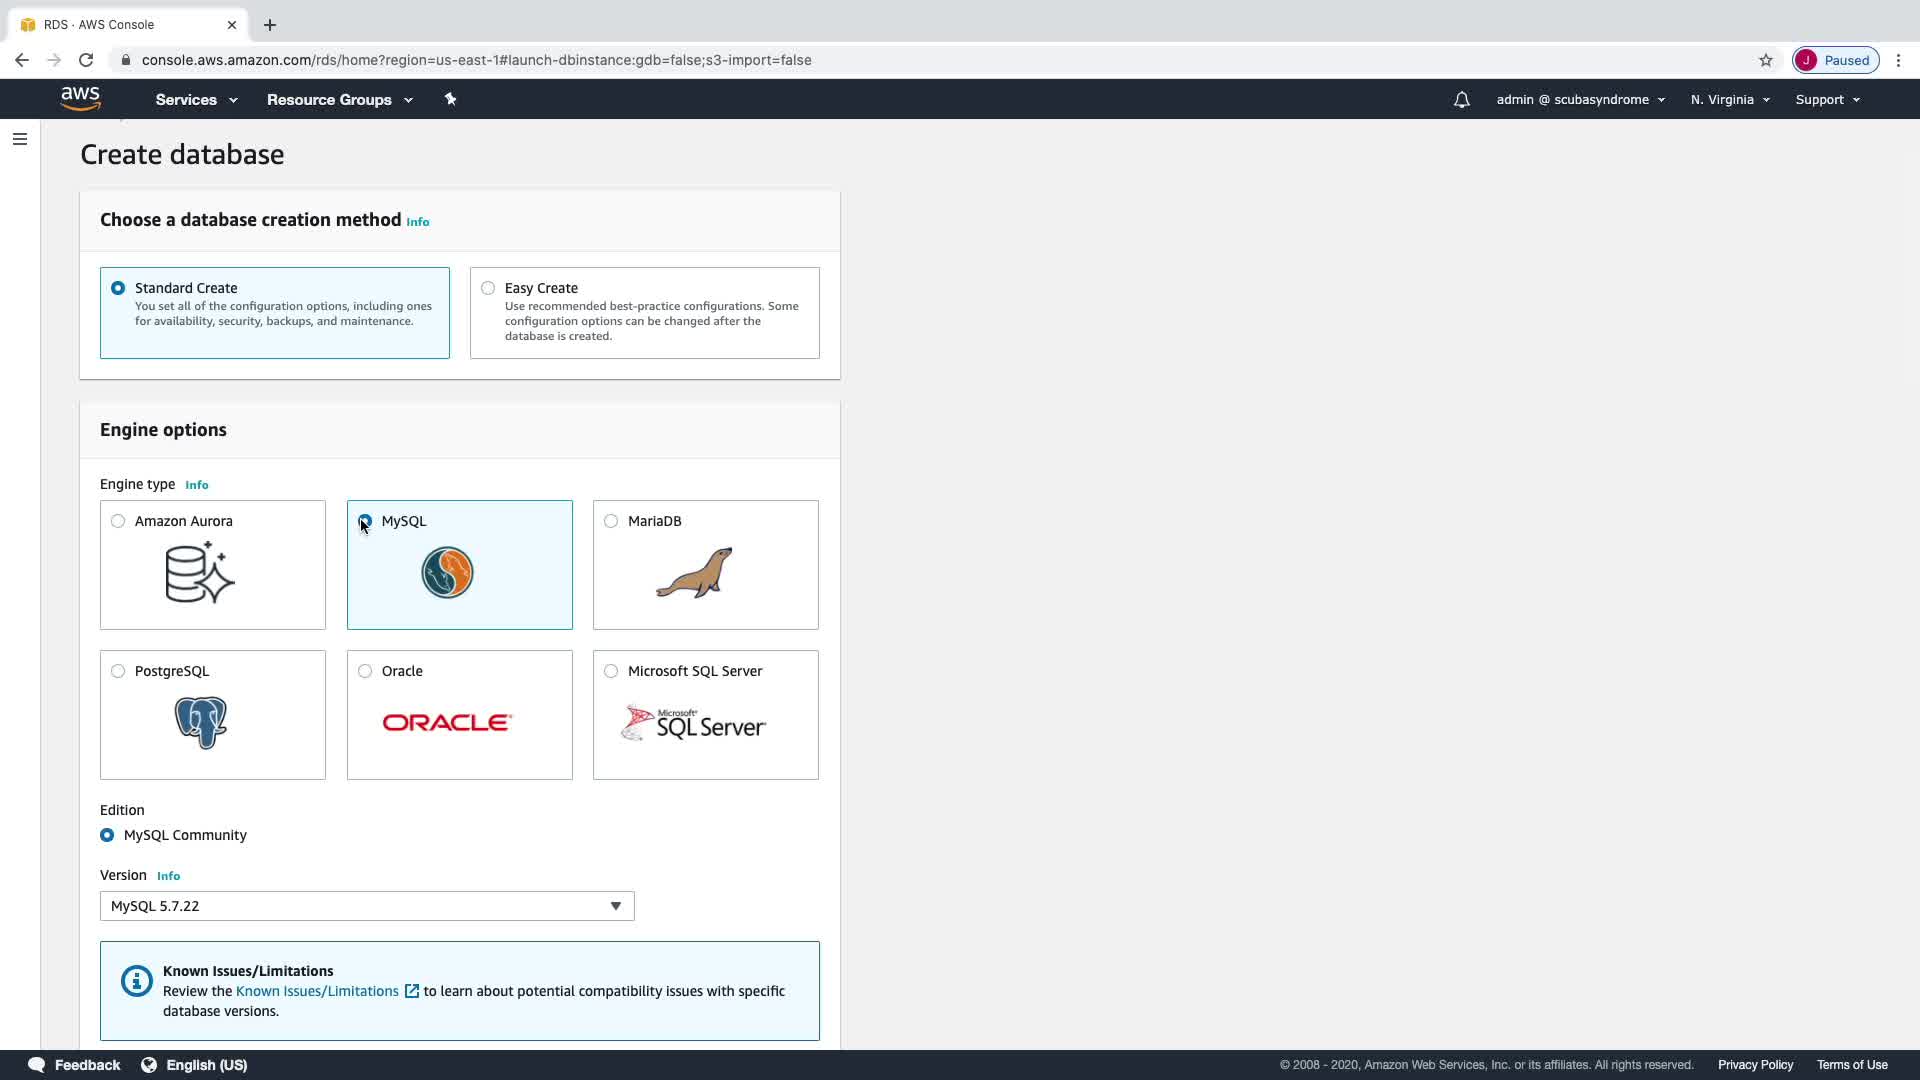 RDS · AWS Console
console.aws.amazon.com/rds/home?region=us-east-1#launch-dbinstance:gdb=false;s3-import=false
J Paused
aws Services Resource Groups admin @ scubasyndrome N. Virginia Support
Create database
Choose a database creation method Info
Standard Create
You set all of the configuration options, including ones
for availability, security, backups, and maintenance.
Easy Create
Use recommended best-practice configurations. Some
configuration options can be changed after the
database is created.
Engine options
Engine type Info
Amazon Aurora
MySQL
MariaDB
PostgreSQL
Oracle
ORACLE
Microsoft SQL Server
Microsoft
SQL Server
Edition
MySQL Community
Version Info
MySQL 5.7.22
Known Issues/Limitations
Review the Known Issues/Limitations to learn about potential compatibility issues with specific
database versions.
Feedback English (US) © 2008 - 2020, Amazon Web Services, Inc. or its affiliates. All rights reserved. Privacy Policy Terms of Use